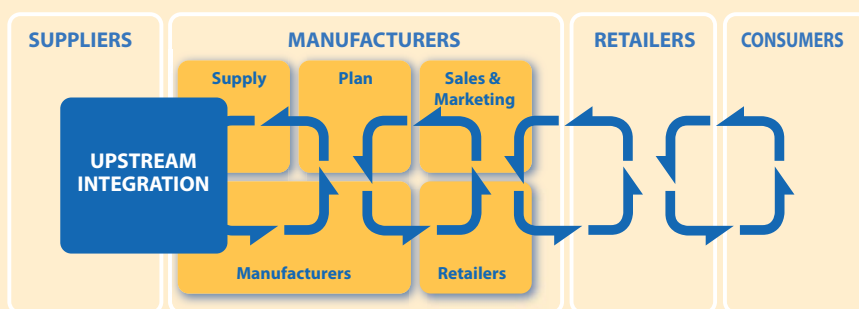 SUPPLIERS
MANUFACTURERS
RETAILERS
CONSUMERS
Supply
Plan
Sales &
Marketing
UPSTREAM
INTEGRATION
Manufacturers
Retailers